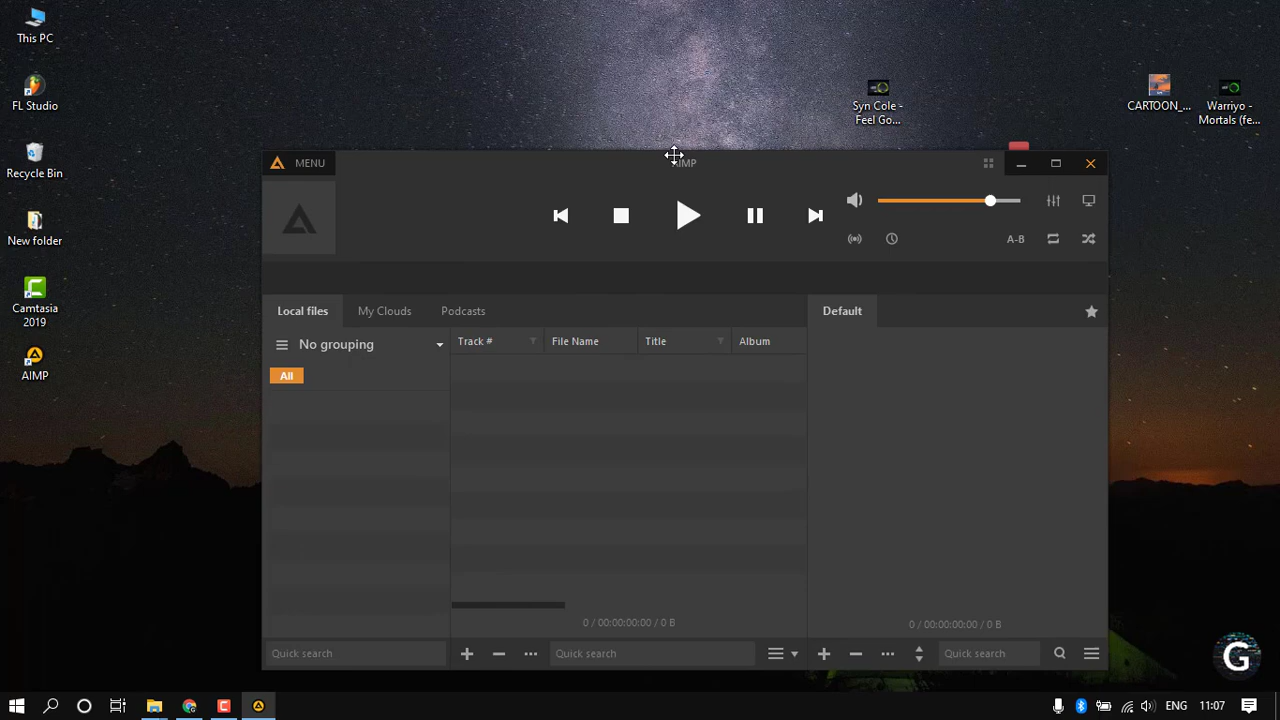 This PC
FL Studio
Recycle Bin
New folder
Camtasia
2019
AIMP
Syn Cole -
Feel Go...
CARTOON_...
Warriyo -
Mortals (fe...
MENU
AIMP
A-B
Local files
My Clouds
Podcasts
Default
No grouping
Track #
File Name
Title
Album
All
0 / 00:00:00:00 / 0 B
0 / 00:00:00:00 / 0 B
Quick search
Quick search
Quick search
G
ENG
11:07